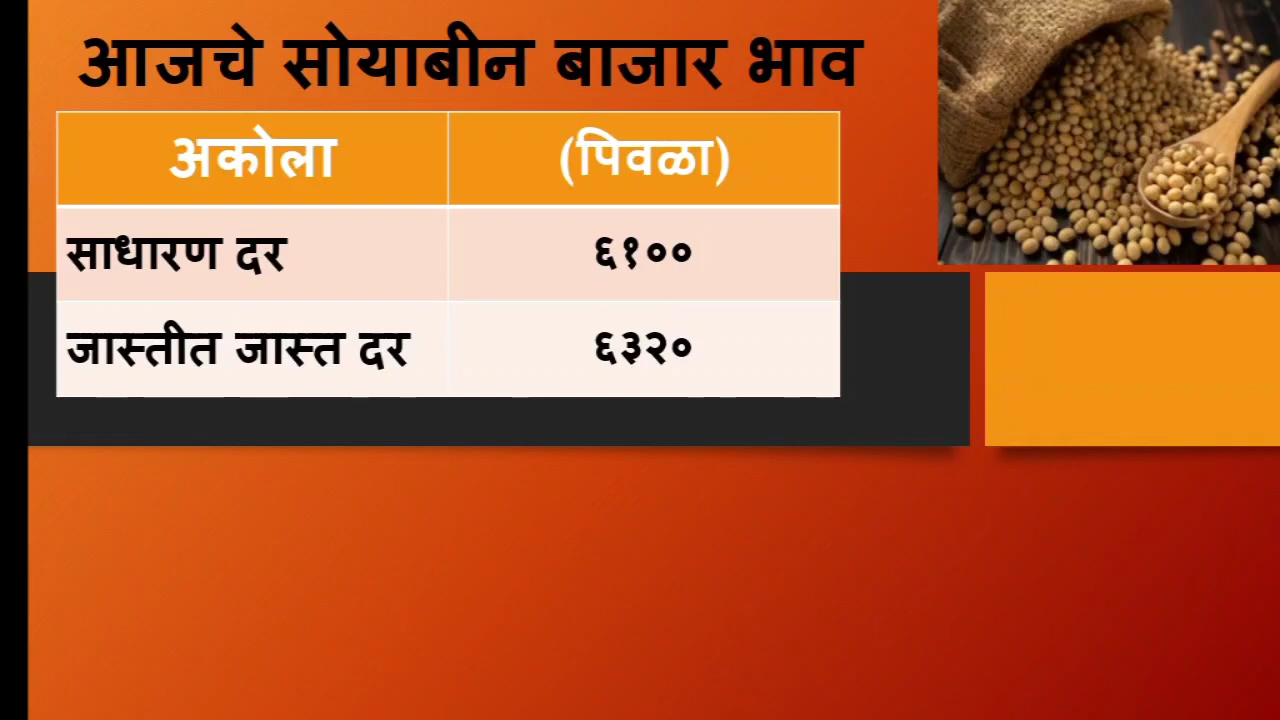 आजचे सोयाबीन बाजार भाव
अकोला (पिवळा)
साधारण दर ६१००
जास्तीत जास्त दर ६३२०